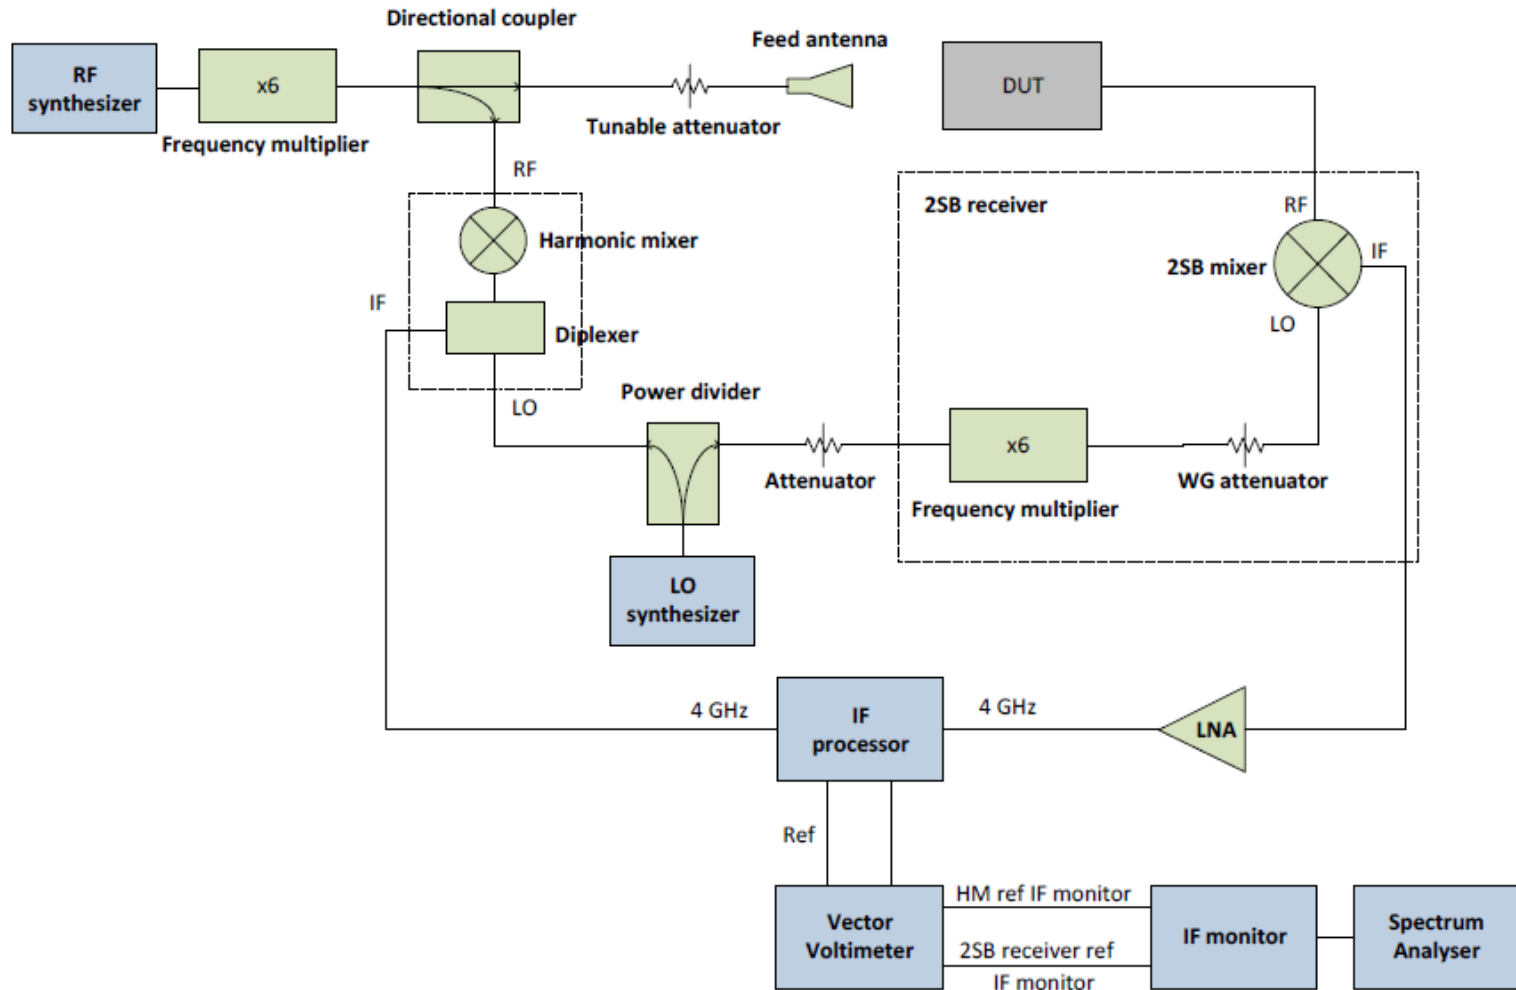 Directional coupler
Feed antenna
RF
synthesizer
x6
DUT
Tunable attenuator
Frequency multiplier
RF
2SB receiver
RF
Harmonic mixer
2SB mixer
IF
IF
LO
Diplexer
Power divider
LO
x6
Attenuator
WG attenuator
Frequency multiplier
LO
synthesizer
4 GHz
IF
processor
4 GHz
LNA
Ref
HM ref IF monitor
Vector
Voltimeter
2SB receiver ref
IF monitor
IF monitor
Spectrum
Analyser